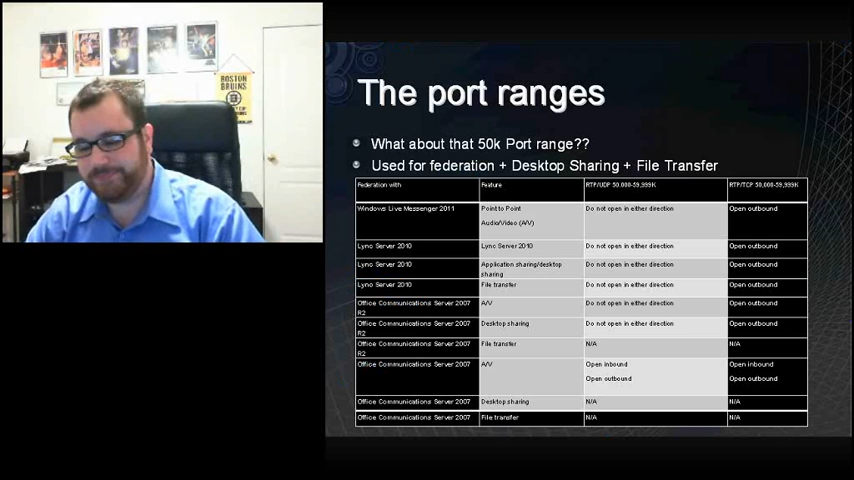 The port ranges
What about that 50k Port range??
Used for federation + Desktop Sharing + File Transfer
Federation with Feature RTP/UDP 50,000-59,999K RTP/TCP 50,000-59,999K
Windows Live Messenger 2011 Point to Point Do not open in either direction Open outbound
Audio/Video (A/V)
Lync Server 2010 Lync Server 2010 Do not open in either direction Open outbound
Lync Server 2010 Application sharing/desktop Do not open in either direction Open outbound
sharing
Lync Server 2010 File transfer Do not open in either direction Open outbound
Office Communications Server 2007 A/V Do not open in either direction Open outbound
R2
Office Communications Server 2007 Desktop sharing Do not open in either direction Open outbound
R2
Office Communications Server 2007 File transfer N/A N/A
R2
Office Communications Server 2007 A/V Open inbound Open inbound
Open outbound Open outbound
Office Communications Server 2007 Desktop sharing N/A N/A
Office Communications Server 2007 File transfer N/A N/A
BOSTON
BRUINS